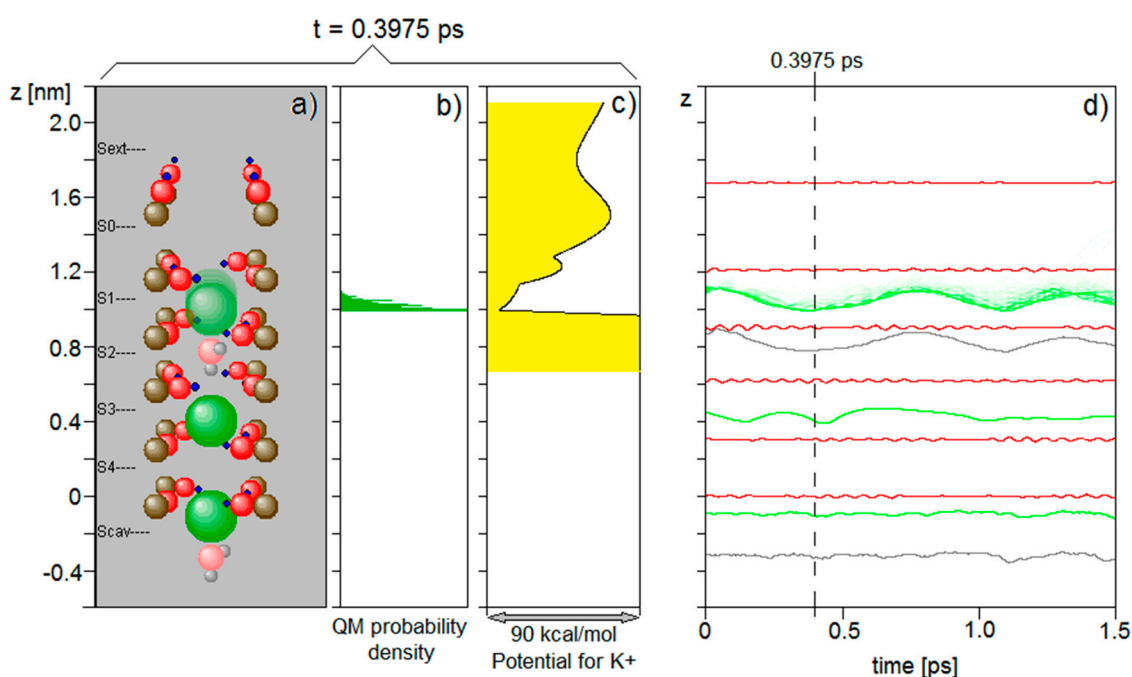 t = 0.3975 ps
0.3975 ps
z [nm]
a)
b)
c)
z
d)
2.0
1.6
1.2
1.0
0.8
0.4
0
-0.4
Sext----
S0----
S1----
S2----
S3----
S4----
Scav----
QM probability
density
90 kcal/mol
Potential for K+
0
0.5
1.0
1.5
time [ps]